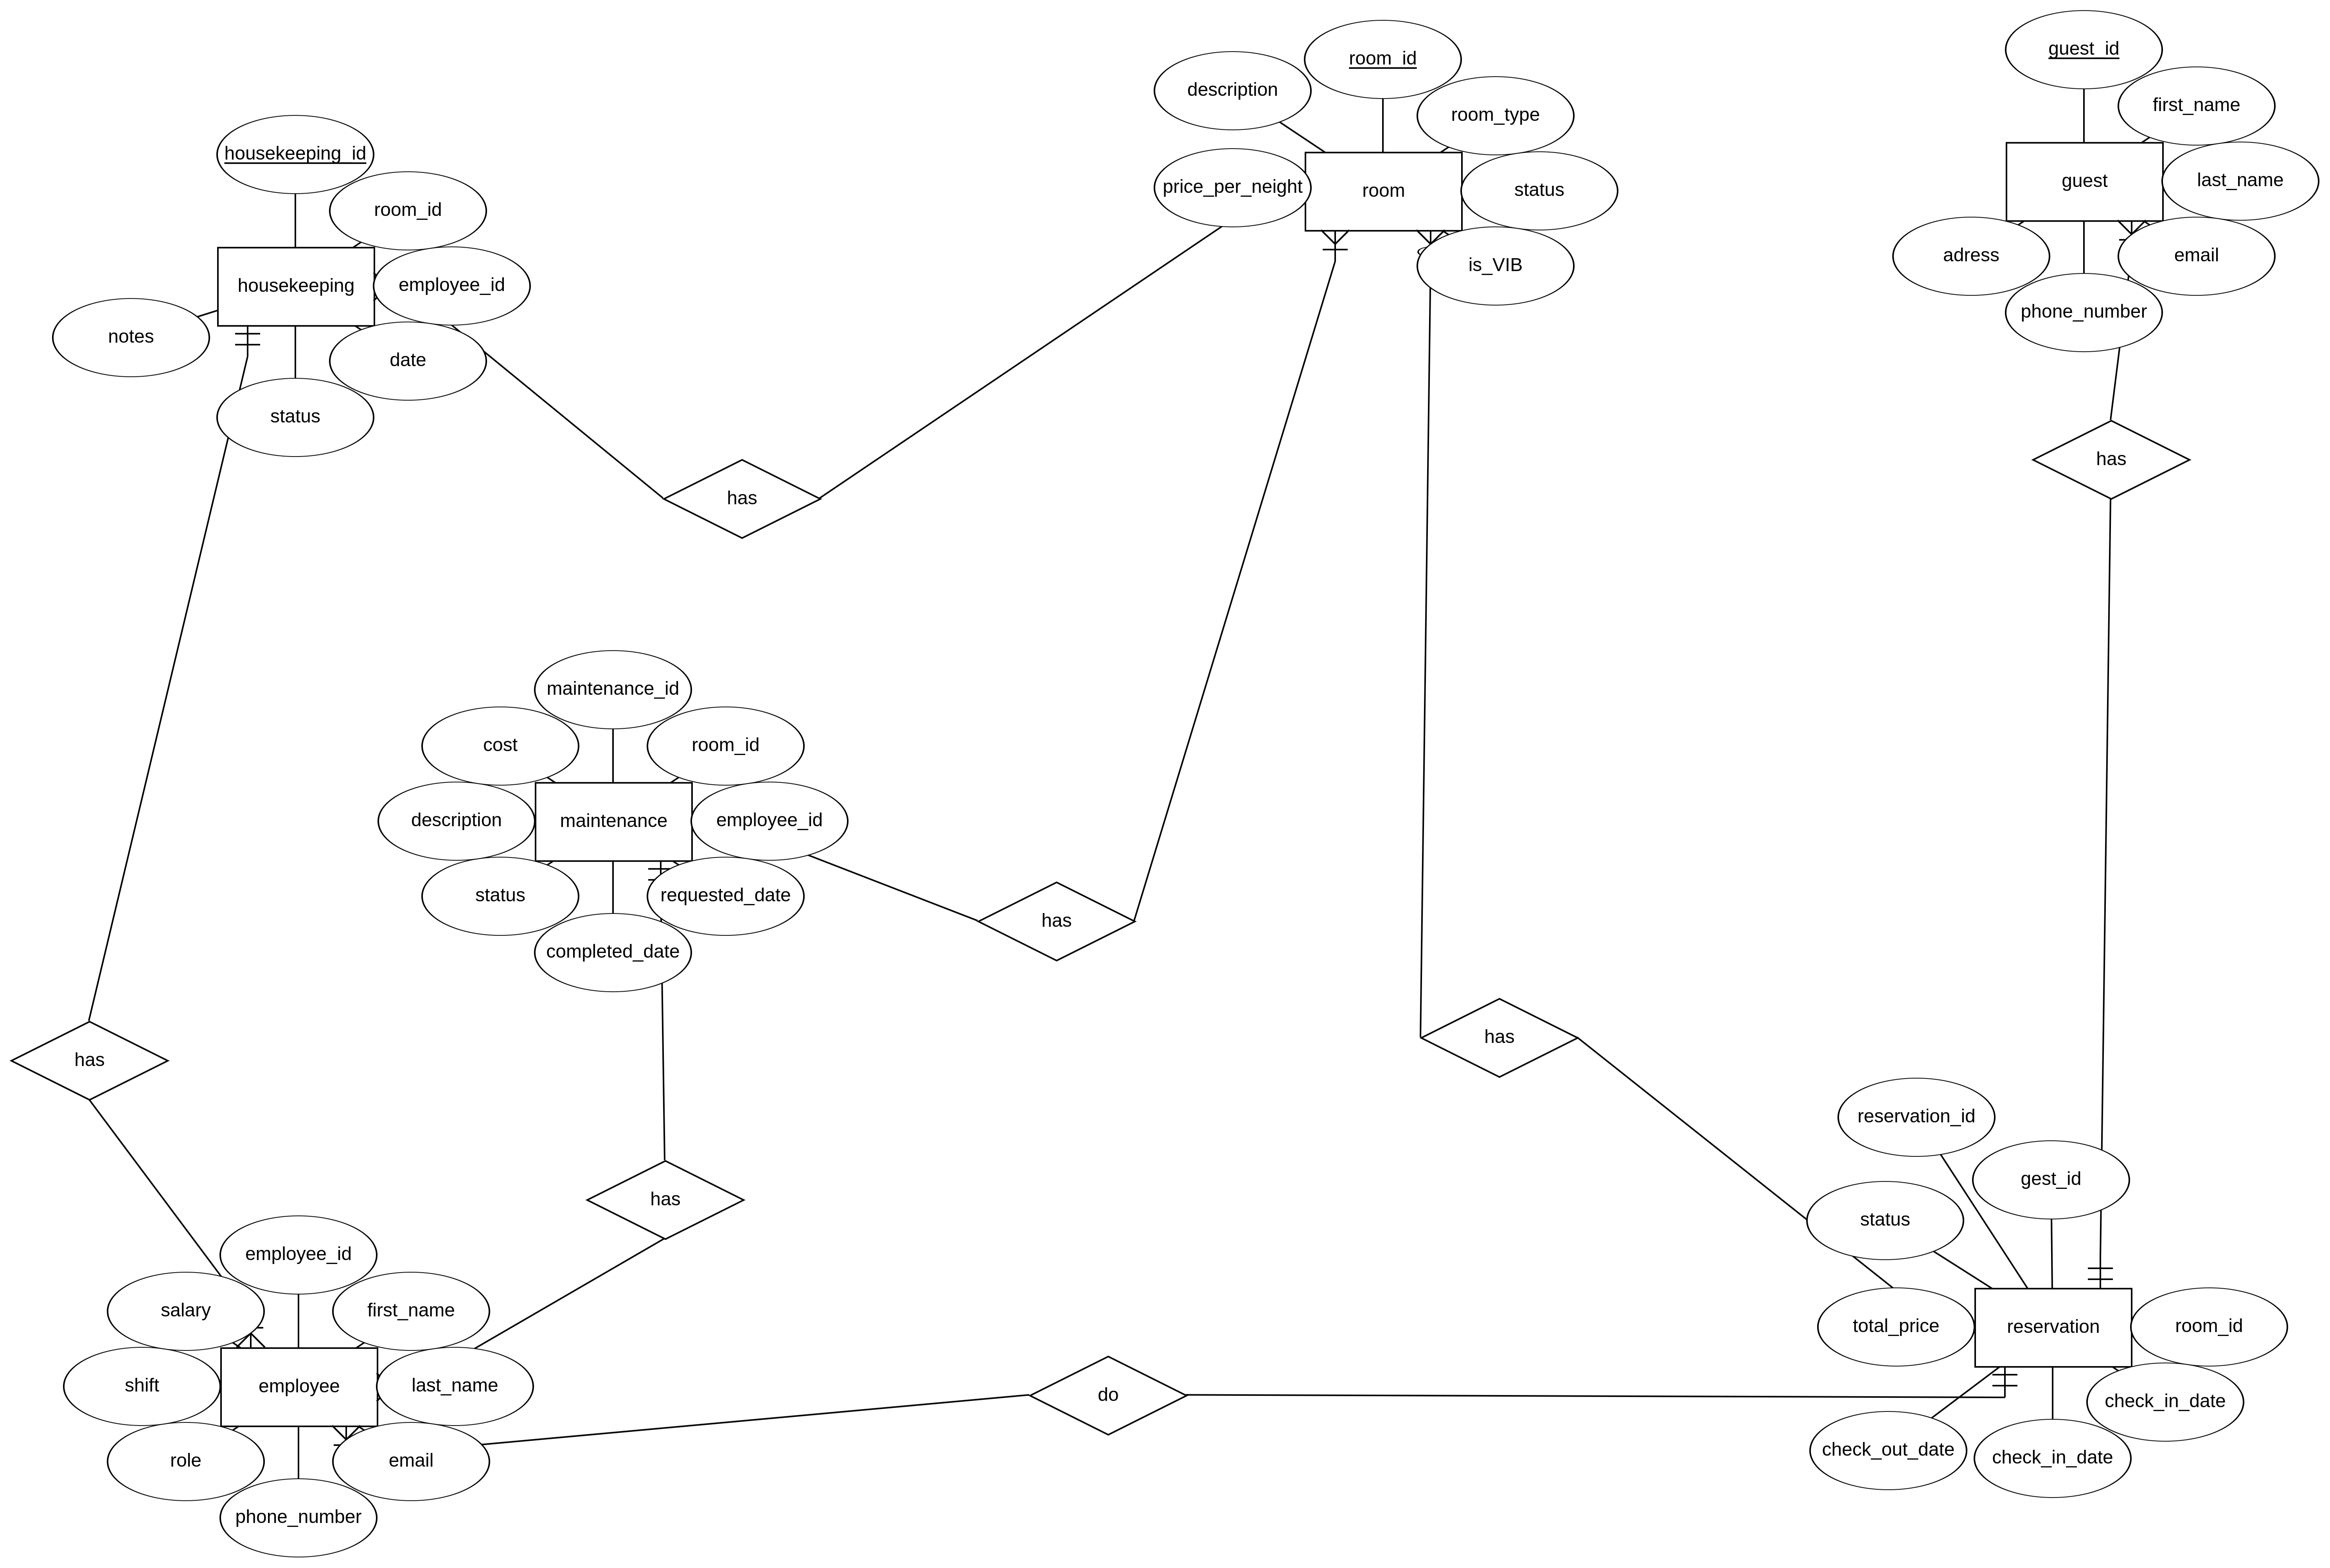 guest_id
room_id
description
first_name
room_type
housekeeping_id
guest
last_name
price_per_neight
room
status
room_id
adress
email
is_VIB
housekeeping
employee_id
phone_number
notes
date
status
has
has
maintenance_id
cost
room_id
description
maintenance
employee_id
status
requested_date
has
completed_date
has
has
reservation_id
gest_id
has
status
employee_id
salary
first_name
total_price
reservation
room_id
shift
employee
last_name
do
check_in_date
check_out_date
check_in_date
role
email
phone_number